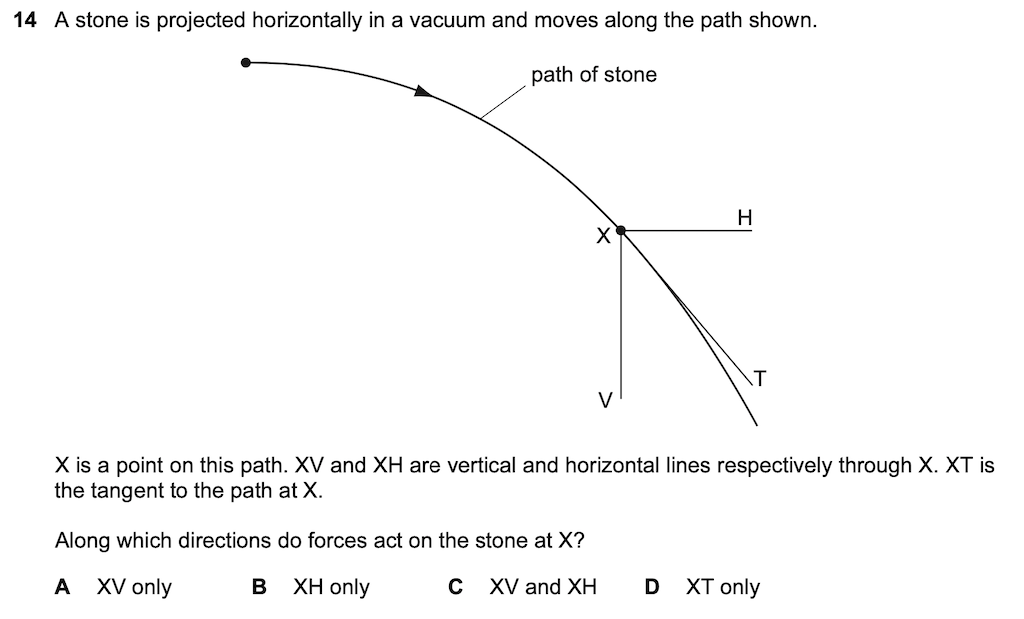 14 A stone is projected horizontally in a vacuum and moves along the path shown.
path of stone
H
X
T
V
X is a point on this path. XV and XH are vertical and horizontal lines respectively through X. XT is
the tangent to the path at X.
Along which directions do forces act on the stone at X?
A XV only B XH only C XV and XH D XT only